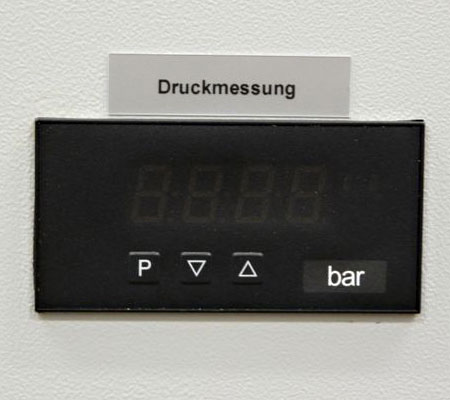 Druckmessung
P ▽ △ bar